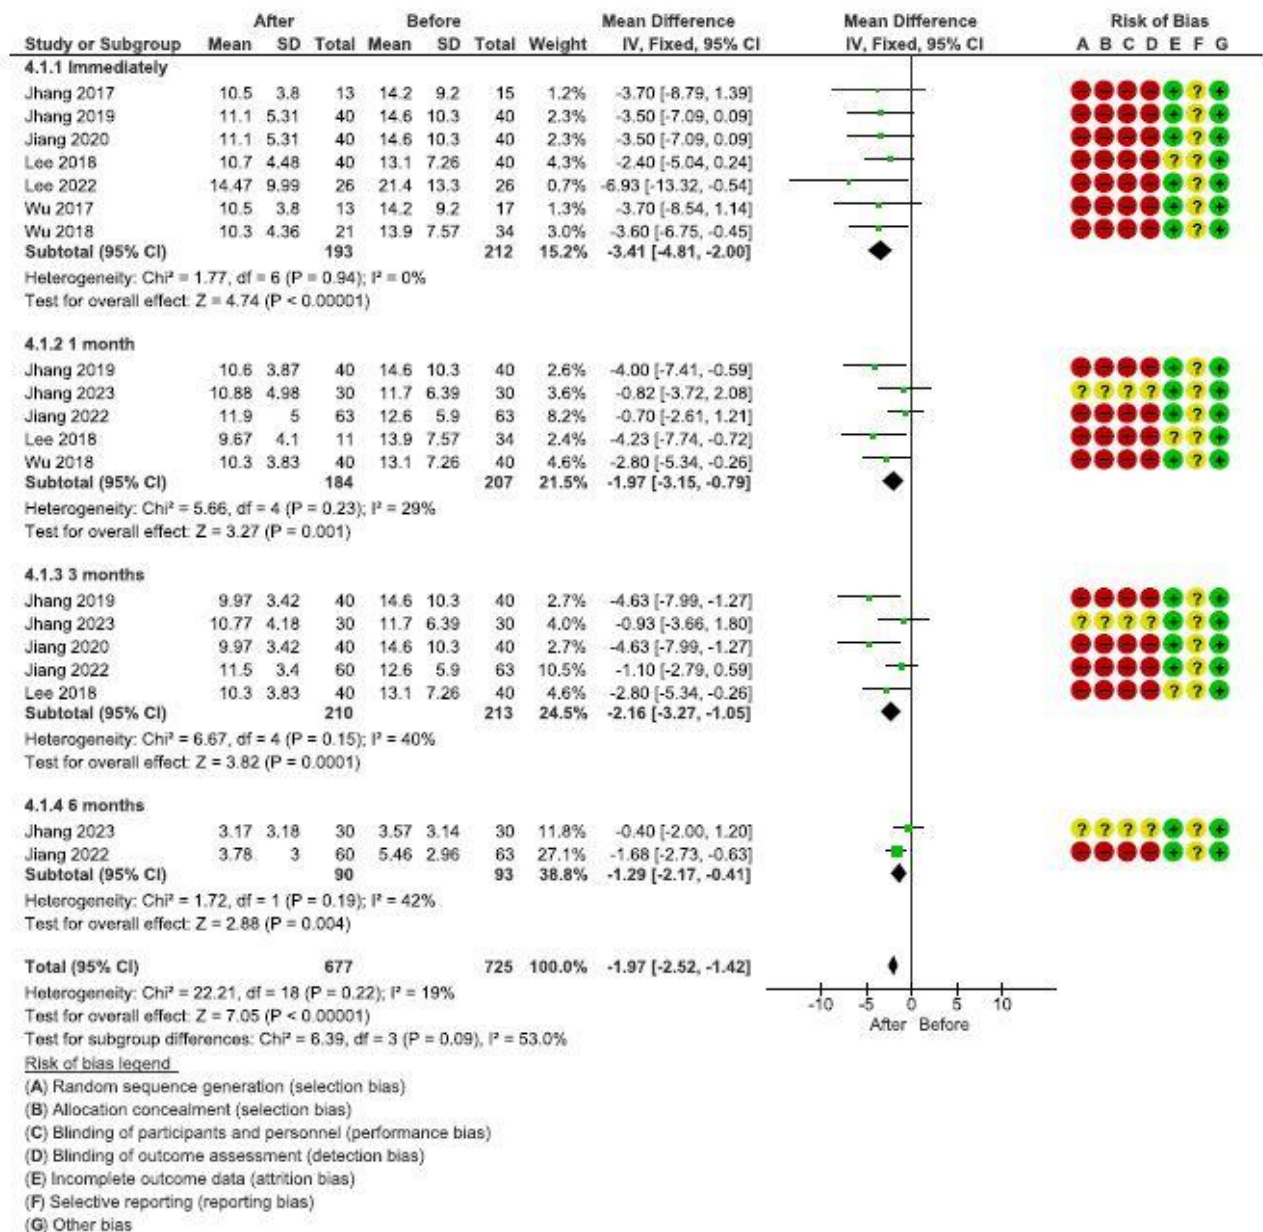 After Before Mean Difference Mean Difference Risk of Bias
Study or Subgroup Mean SD Total Mean SD Total Weight IV, Fixed, 95% CI IV, Fixed, 95% CI A B C D E F G
4.1.1 Immediately
Jhang 2017 10.5 3.8 13 14.2 9.2 15 1.2% -3.70 [-8.79, 1.39] − − − − + ? +
Jhang 2019 11.1 5.31 40 14.6 10.3 40 2.3% -3.50 [-7.09, 0.09] − − − − + ? +
Jiang 2020 11.1 5.31 40 14.6 10.3 40 2.3% -3.50 [-7.09, 0.09] − − − − + ? +
Lee 2018 10.7 4.48 40 13.1 7.26 40 4.3% -2.40 [-5.04, 0.24] − − − − ? ? +
Lee 2022 14.47 9.99 26 21.4 13.3 26 0.7% -6.93 [-13.32, -0.54] − − − − + ? +
Wu 2017 10.5 3.8 13 14.2 9.2 17 1.3% -3.70 [-8.54, 1.14] − − − − + ? +
Wu 2018 10.3 4.36 21 13.9 7.57 34 3.0% -3.60 [-6.75, -0.45] − − − − + ? +
Subtotal (95% CI) 193 212 15.2% -3.41 [-4.81, -2.00]
Heterogeneity: Chi² = 1.77, df = 6 (P = 0.94); I² = 0%
Test for overall effect: Z = 4.74 (P < 0.00001)
4.1.2 1 month
Jhang 2019 10.6 3.87 40 14.6 10.3 40 2.6% -4.00 [-7.41, -0.59] − − − − + ? +
Jhang 2023 10.88 4.98 30 11.7 6.39 30 3.6% -0.82 [-3.72, 2.08] ? ? ? ? + ? +
Jiang 2022 11.9 5 63 12.6 5.9 63 8.2% -0.70 [-2.61, 1.21] − − − − + ? +
Lee 2018 9.67 4.1 11 13.9 7.57 34 2.4% -4.23 [-7.74, -0.72] − − − − ? ? +
Wu 2018 10.3 3.83 40 13.1 7.26 40 4.6% -2.80 [-5.34, -0.26] − − − − + ? +
Subtotal (95% CI) 184 207 21.5% -1.97 [-3.15, -0.79]
Heterogeneity: Chi² = 5.66, df = 4 (P = 0.23); I² = 29%
Test for overall effect: Z = 3.27 (P = 0.001)
4.1.3 3 months
Jhang 2019 9.97 3.42 40 14.6 10.3 40 2.7% -4.63 [-7.99, -1.27] − − − − + ? +
Jhang 2023 10.77 4.18 30 11.7 6.39 30 4.0% -0.93 [-3.66, 1.80] ? ? ? ? + ? +
Jiang 2020 9.97 3.42 40 14.6 10.3 40 2.7% -4.63 [-7.99, -1.27] − − − − + ? +
Jiang 2022 11.5 3.4 60 12.6 5.9 63 10.5% -1.10 [-2.79, 0.59] − − − − + ? +
Lee 2018 10.3 3.83 40 13.1 7.26 40 4.6% -2.80 [-5.34, -0.26] − − − − ? ? +
Subtotal (95% CI) 210 213 24.5% -2.16 [-3.27, -1.05]
Heterogeneity: Chi² = 6.67, df = 4 (P = 0.15); I² = 40%
Test for overall effect: Z = 3.82 (P = 0.0001)
4.1.4 6 months
Jhang 2023 3.17 3.18 30 3.57 3.14 30 11.8% -0.40 [-2.00, 1.20] ? ? ? ? + ? +
Jiang 2022 3.78 3 60 5.46 2.96 63 27.1% -1.68 [-2.73, -0.63] − − − − + ? +
Subtotal (95% CI) 90 93 38.8% -1.29 [-2.17, -0.41]
Heterogeneity: Chi² = 1.72, df = 1 (P = 0.19); I² = 42%
Test for overall effect: Z = 2.88 (P = 0.004)
Total (95% CI) 677 725 100.0% -1.97 [-2.52, -1.42]
Heterogeneity: Chi² = 22.21, df = 18 (P = 0.22); I² = 19%
-10 -5 0 5 10
Test for overall effect: Z = 7.05 (P < 0.00001)
After Before
Test for subgroup differences: Chi² = 6.39, df = 3 (P = 0.09), I² = 53.0%
Risk of bias legend
(A) Random sequence generation (selection bias)
(B) Allocation concealment (selection bias)
(C) Blinding of participants and personnel (performance bias)
(D) Blinding of outcome assessment (detection bias)
(E) Incomplete outcome data (attrition bias)
(F) Selective reporting (reporting bias)
(G) Other bias